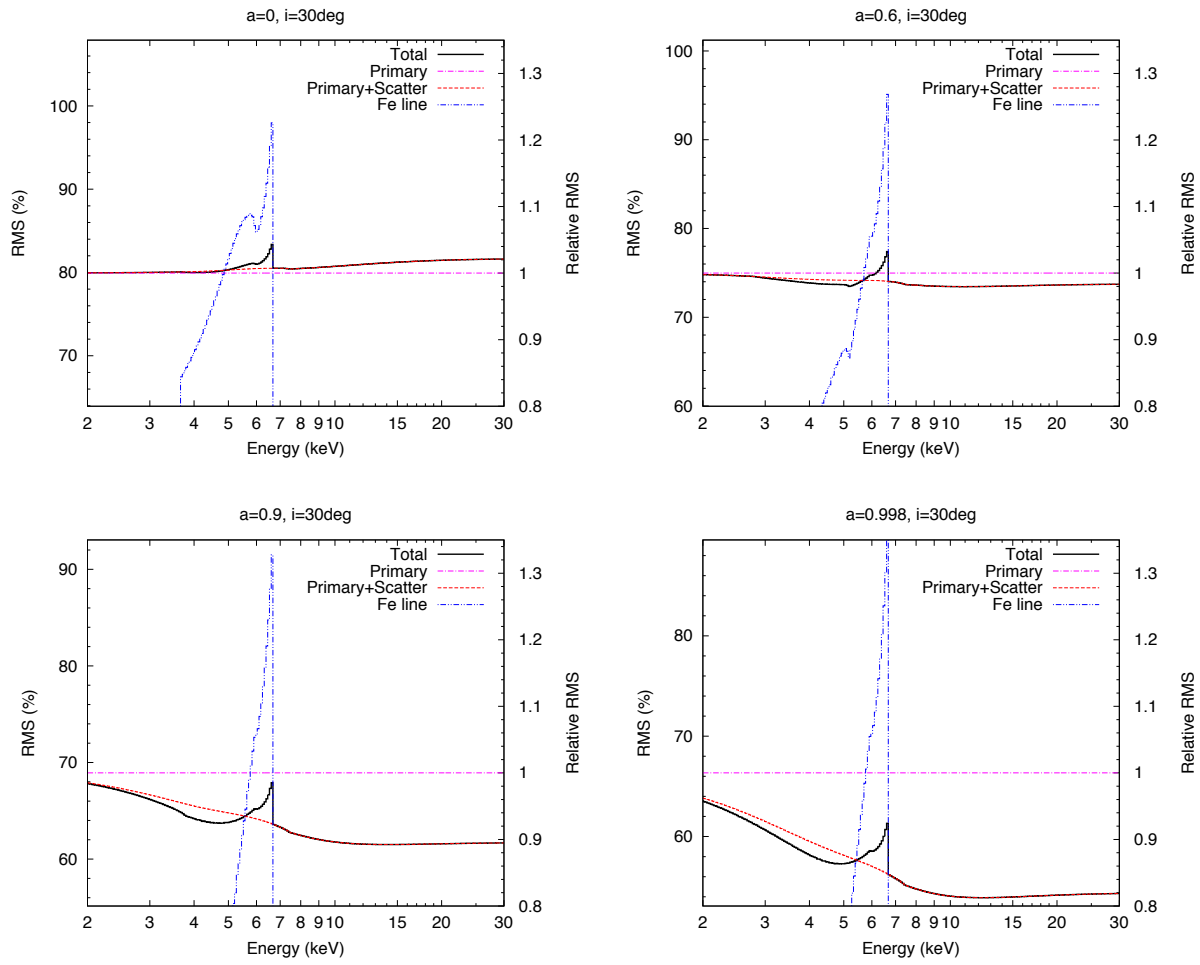 a=0, i=30deg
Total
Primary
Primary+Scatter
Fe line
RMS (%)
100
90
80
70
Relative RMS
1.3
1.2
1.1
1
0.9
0.8
2 3 4 5 6 7 8 9 10 15 20 30
Energy (keV)
a=0.6, i=30deg
Total
Primary
Primary+Scatter
Fe line
RMS (%)
100
90
80
70
60
Relative RMS
1.3
1.2
1.1
1
0.9
0.8
2 3 4 5 6 7 8 9 10 15 20 30
Energy (keV)
a=0.9, i=30deg
Total
Primary
Primary+Scatter
Fe line
RMS (%)
90
80
70
60
Relative RMS
1.3
1.2
1.1
1
0.9
0.8
2 3 4 5 6 7 8 9 10 15 20 30
Energy (keV)
a=0.998, i=30deg
Total
Primary
Primary+Scatter
Fe line
RMS (%)
80
70
60
Relative RMS
1.3
1.2
1.1
1
0.9
0.8
2 3 4 5 6 7 8 9 10 15 20 30
Energy (keV)